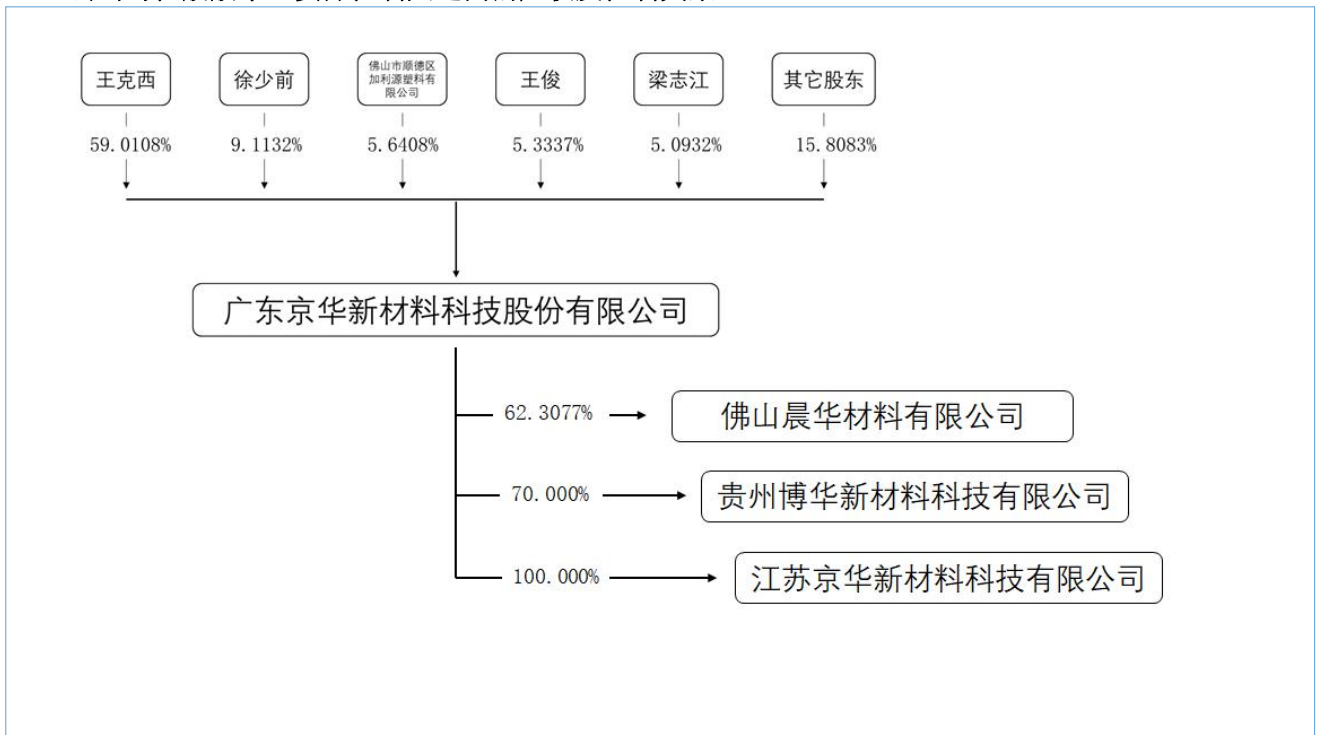 王克西
徐少前
佛山市顺德区
加利源塑料有
限公司
王俊
梁志江
其它股东
59.0108%
9.1132%
5.6408%
5.3337%
5.0932%
15.8083%
广东京华新材料科技股份有限公司
62.3077%
佛山晨华材料有限公司
70.000%
贵州博华新材料科技有限公司
100.000%
江苏京华新材料科技有限公司